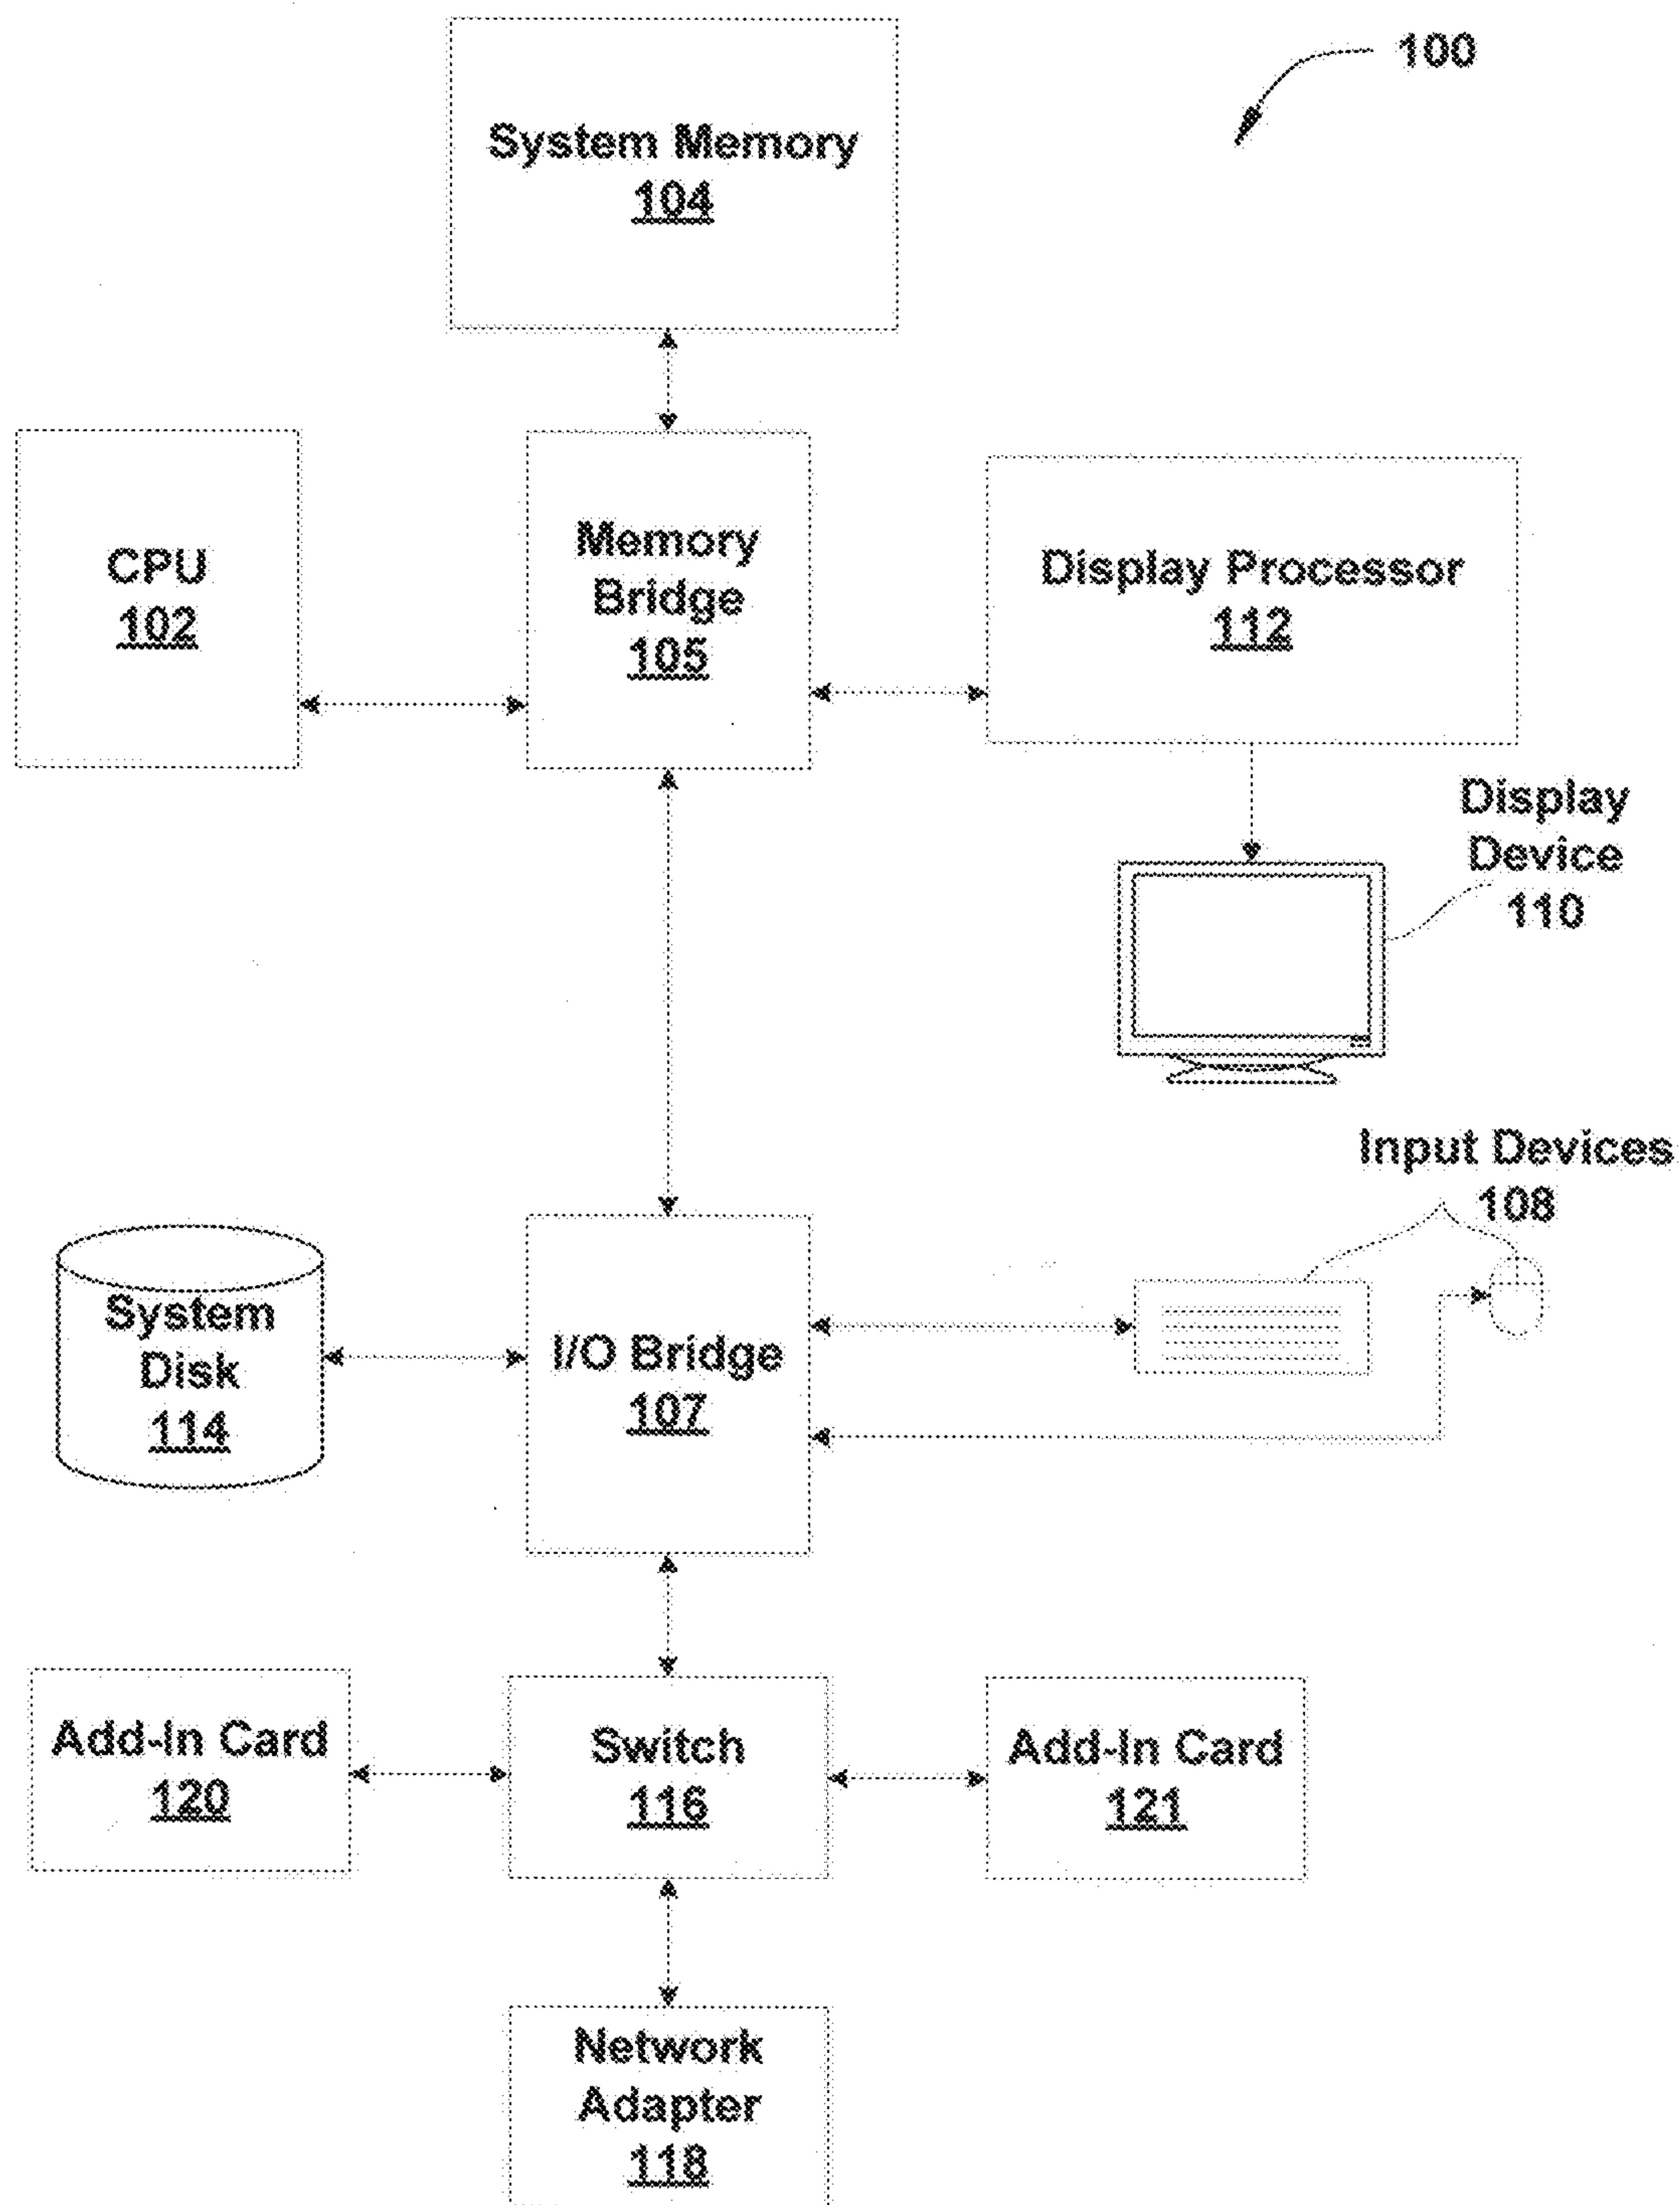 100
System Memory
104
CPU
102
Memory
Bridge
105
Display Processor
112
Display
Device
110
Input Devices
108
System
Disk
114
I/O Bridge
107
Add-In Card
120
Switch
116
Add-In Card
121
Network
Adapter
118